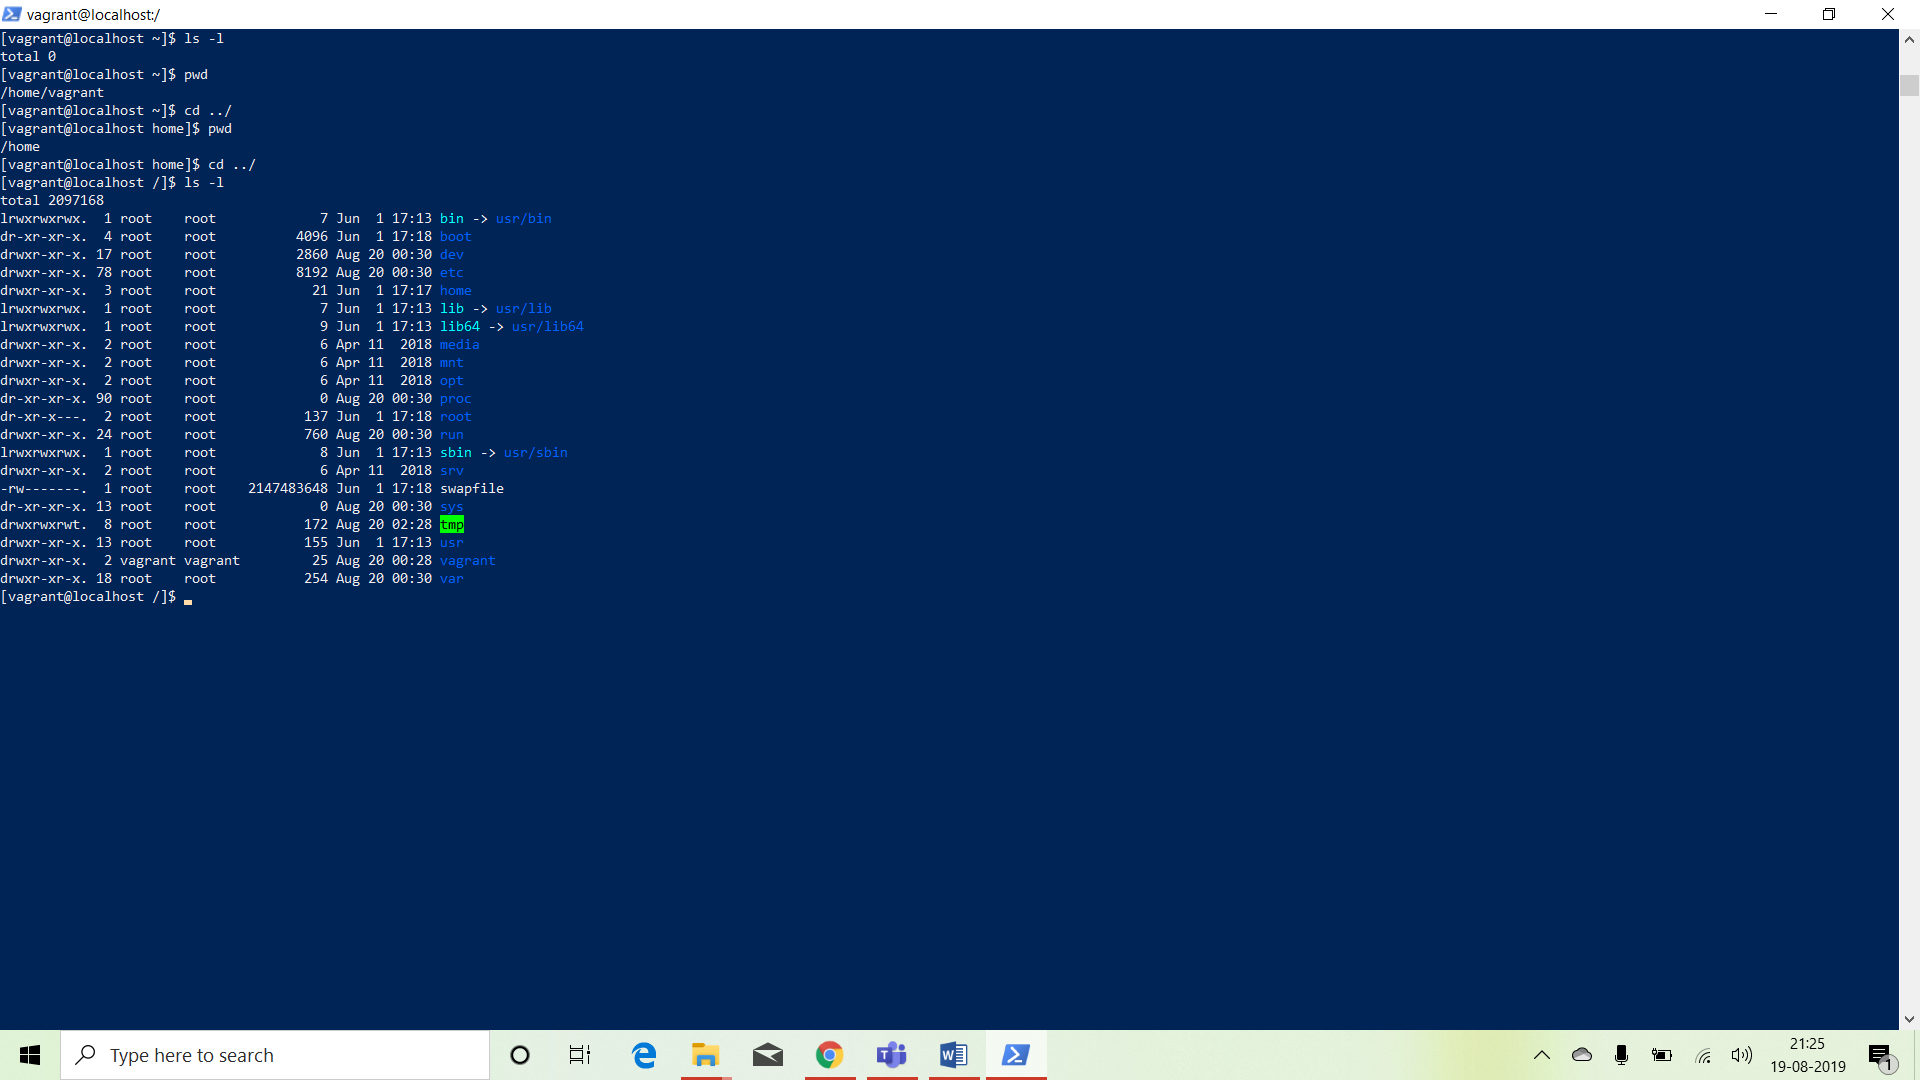 vagrant@localhost:/
[vagrant@localhost ~]$ ls -l
total 0
[vagrant@localhost ~]$ pwd
/home/vagrant
[vagrant@localhost ~]$ cd ../
[vagrant@localhost home]$ pwd
/home
[vagrant@localhost home]$ cd ../
[vagrant@localhost /]$ ls -l
total 2097168
lrwxrwxrwx.  1 root    root             7 Jun  1 17:13 bin -> usr/bin
dr-xr-xr-x.  4 root    root          4096 Jun  1 17:18 boot
drwxr-xr-x. 17 root    root          2860 Aug 20 00:30 dev
drwxr-xr-x. 78 root    root          8192 Aug 20 00:30 etc
drwxr-xr-x.  3 root    root            21 Jun  1 17:17 home
lrwxrwxrwx.  1 root    root             7 Jun  1 17:13 lib -> usr/lib
lrwxrwxrwx.  1 root    root             9 Jun  1 17:13 lib64 -> usr/lib64
drwxr-xr-x.  2 root    root             6 Apr 11  2018 media
drwxr-xr-x.  2 root    root             6 Apr 11  2018 mnt
drwxr-xr-x.  2 root    root             6 Apr 11  2018 opt
dr-xr-xr-x. 90 root    root             0 Aug 20 00:30 proc
dr-xr-x---.  2 root    root           137 Jun  1 17:18 root
drwxr-xr-x. 24 root    root           760 Aug 20 00:30 run
lrwxrwxrwx.  1 root    root             8 Jun  1 17:13 sbin -> usr/sbin
drwxr-xr-x.  2 root    root             6 Apr 11  2018 srv
-rw-------.  1 root    root    2147483648 Jun  1 17:18 swapfile
dr-xr-xr-x. 13 root    root             0 Aug 20 00:30 sys
drwxrwxrwt.  8 root    root           172 Aug 20 02:28 tmp
drwxr-xr-x. 13 root    root           155 Jun  1 17:13 usr
drwxr-xr-x.  2 vagrant vagrant         25 Aug 20 00:28 vagrant
drwxr-xr-x. 18 root    root           254 Aug 20 00:30 var
[vagrant@localhost /]$
Type here to search
21:25
19-08-2019
1